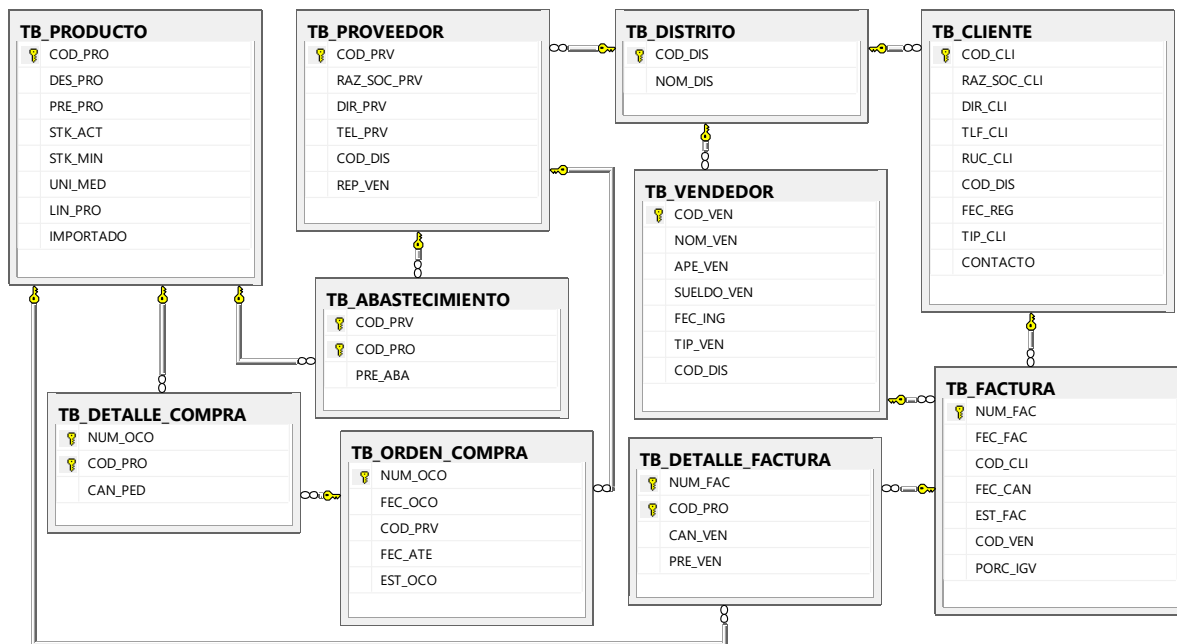 TB_PRODUCTO
COD_PRO
DES_PRO
PRE_PRO
STK_ACT
STK_MIN
UNI_MED
LIN_PRO
IMPORTADO
TB_PROVEEDOR
COD_PRV
RAZ_SOC_PRV
DIR_PRV
TEL_PRV
COD_DIS
REP_VEN
TB_DISTRITO
COD_DIS
NOM_DIS
TB_CLIENTE
COD_CLI
RAZ_SOC_CLI
DIR_CLI
TLF_CLI
RUC_CLI
COD_DIS
FEC_REG
TIP_CLI
CONTACTO
TB_VENDEDOR
COD_VEN
NOM_VEN
APE_VEN
SUELDO_VEN
FEC_ING
TIP_VEN
COD_DIS
TB_ABASTECIMIENTO
COD_PRV
COD_PRO
PRE_ABA
TB_DETALLE_COMPRA
NUM_OCO
COD_PRO
CAN_PED
TB_ORDEN_COMPRA
NUM_OCO
FEC_OCO
COD_PRV
FEC_ATE
EST_OCO
TB_DETALLE_FACTURA
NUM_FAC
COD_PRO
CAN_VEN
PRE_VEN
TB_FACTURA
NUM_FAC
FEC_FAC
COD_CLI
FEC_CAN
EST_FAC
COD_VEN
PORC_IGV